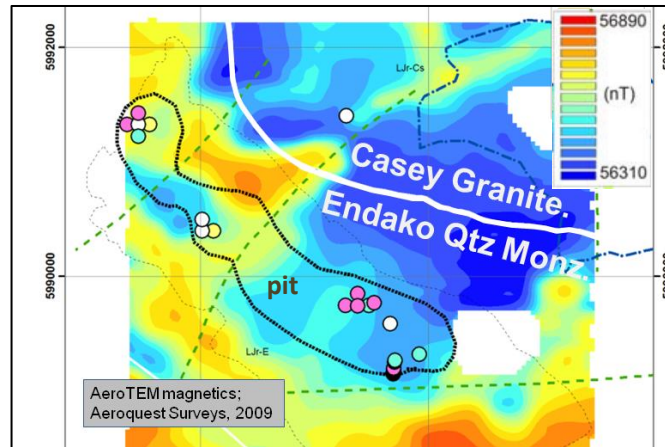 56890
(nT)
56310
5992000
LJr-Cs
Casey Granite.
Endako Qtz Monz.
5990000
pit
LJr-E
AeroTEM magnetics;
Aeroquest Surveys, 2009